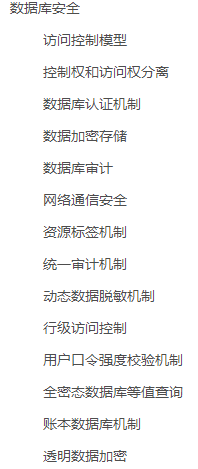 数据库安全
访问控制模型
控制权和访问权分离
数据库认证机制
数据加密存储
数据库审计
网络通信安全
资源标签机制
统一审计机制
动态数据脱敏机制
行级访问控制
用户口令强度校验机制
全密态数据库等值查询
账本数据库机制
透明数据加密